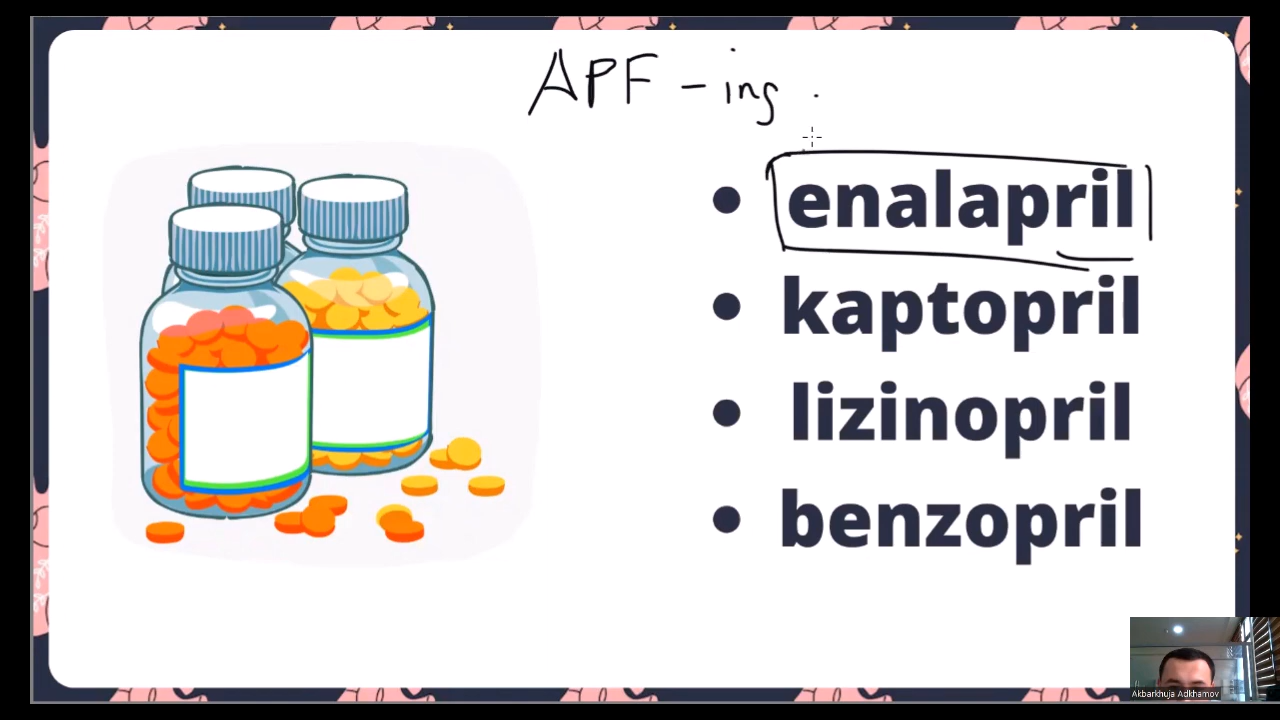 APF - ing
• enalapril
• kaptopril
• lizinopril
• benzopril
Akbarkhuja Adkhamov